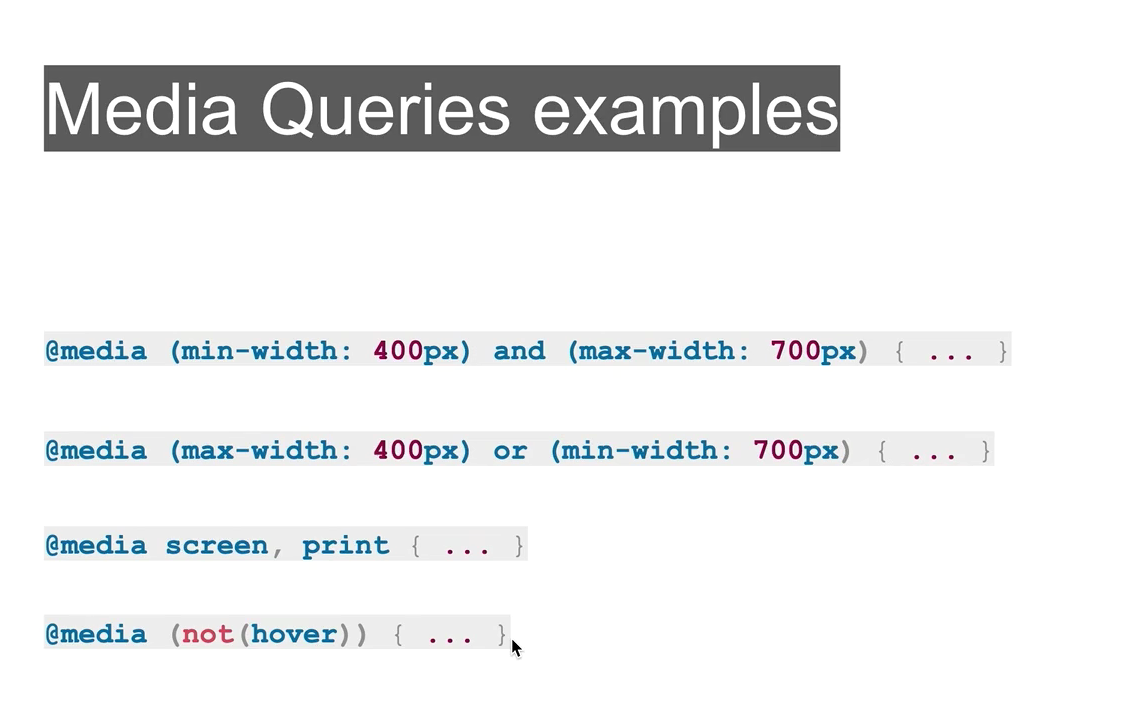 Media Queries examples
@media (min-width: 400px) and (max-width: 700px) { ... }
@media (max-width: 400px) or (min-width: 700px) { ... }
@media screen, print { ... }
@media (not(hover)) { ... }